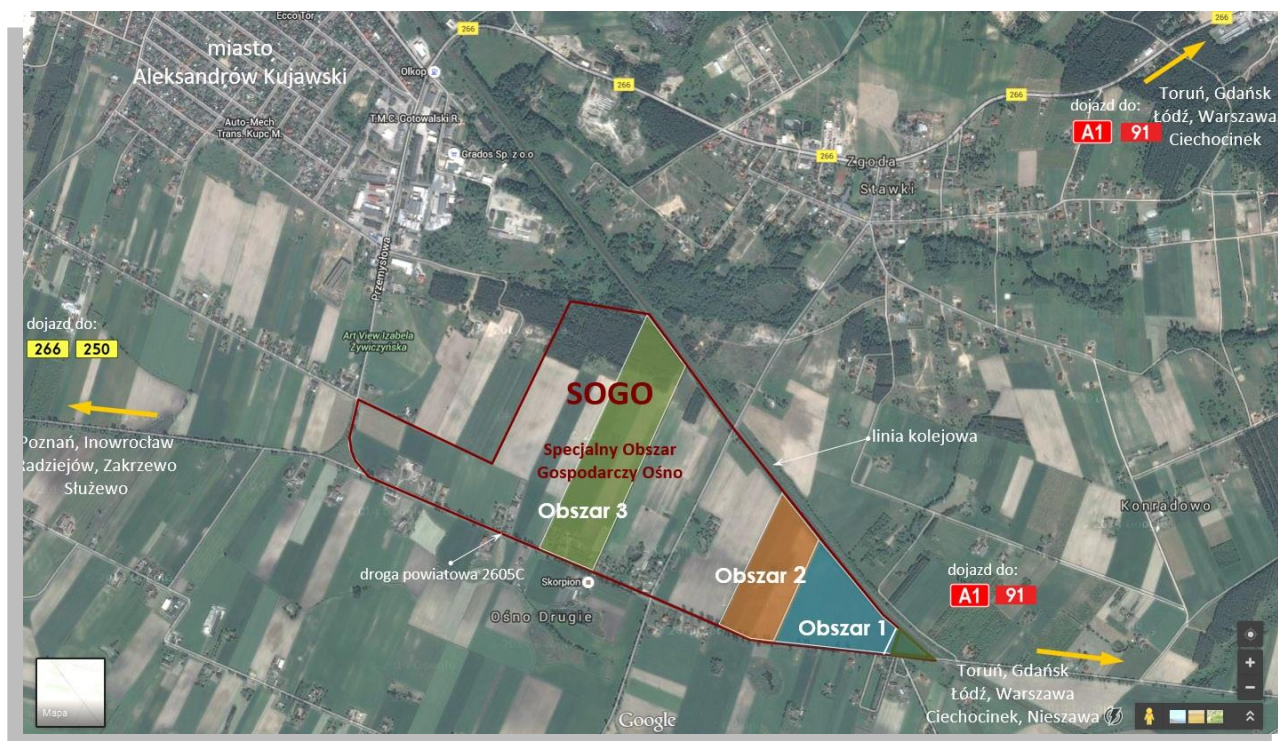 Ecco Tor
266
miasto
Aleksandrów Kujawski
Olkop
266
T.M.C. Gotowalski R.
Auto-Mech
Trans. Kupc M.
Grados Sp. z o.o
266
266
266
Zgoda
Stawki
dojazd do:
A1 91
Toruń, Gdańsk
Łódź, Warszawa
Ciechocinek
Przemysłowa
dojazd do:
266 250
Art View Izabela
Żywiczyńska
Poznań, Inowrocław
Radziejów, Zakrzewo
Służewo
SOGO
Specjalny Obszar
Gospodarczy Ośno
linia kolejowa
Konradowo
Obszar 3
droga powiatowa 2605C
Skorpion
Ośno Drugie
Obszar 2
Obszar 1
dojazd do:
A1 91
Toruń, Gdańsk
Łódź, Warszawa
Ciechocinek, Nieszawa
Mapa
Google